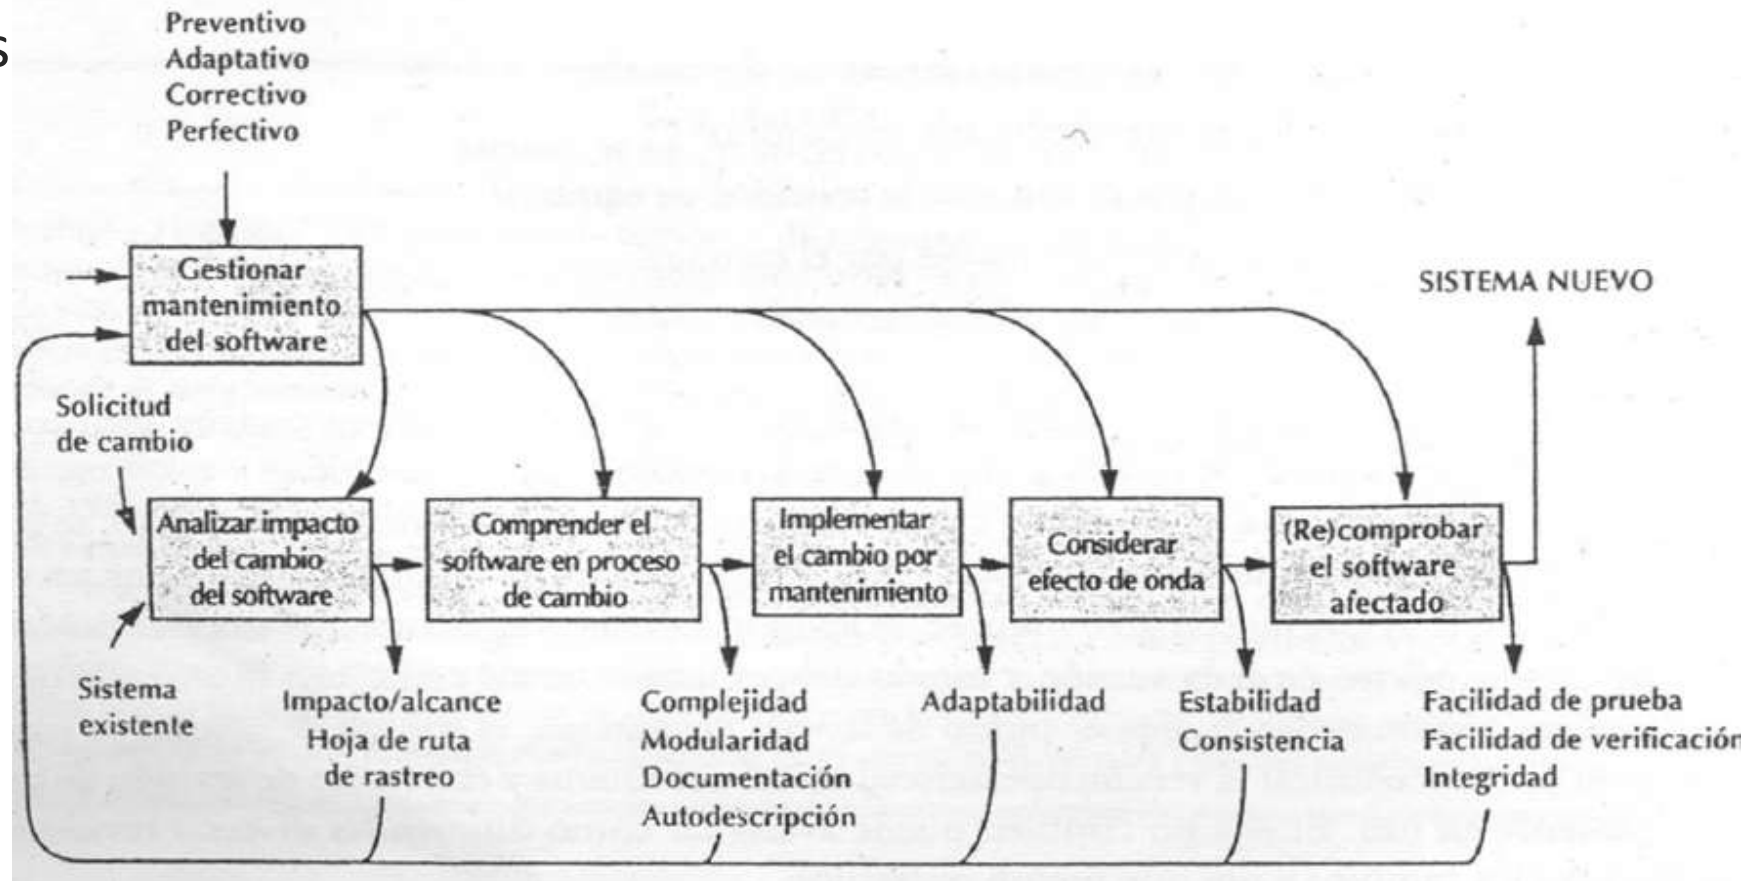 s
Preventivo
Adaptativo
Correctivo
Perfectivo
Gestionar
mantenimiento
del software
SISTEMA NUEVO
Solicitud
de cambio
Analizar impacto
del cambio
del software
Comprender el
software en proceso
de cambio
Implementar
el cambio por
mantenimiento
Considerar
efecto de onda
(Re)comprobar
el software
afectado
Sistema
existente
Impacto/alcance
Hoja de ruta
de rastreo
Complejidad
Modularidad
Documentación
Autodescripción
Adaptabilidad
Estabilidad
Consistencia
Facilidad de prueba
Facilidad de verificación
Integridad